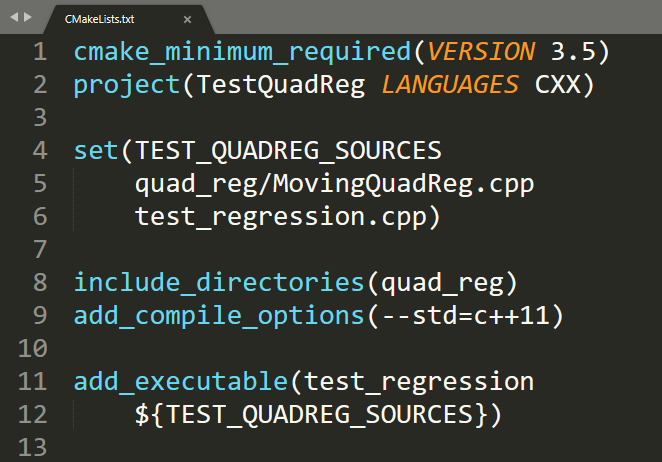 CMakeLists.txt
1 cmake_minimum_required(VERSION 3.5)
2 project(TestQuadReg LANGUAGES CXX)
3
4 set(TEST_QUADREG_SOURCES
5     quad_reg/MovingQuadReg.cpp
6     test_regression.cpp)
7
8 include_directories(quad_reg)
9 add_compile_options(--std=c++11)
10
11 add_executable(test_regression
12     ${TEST_QUADREG_SOURCES})
13